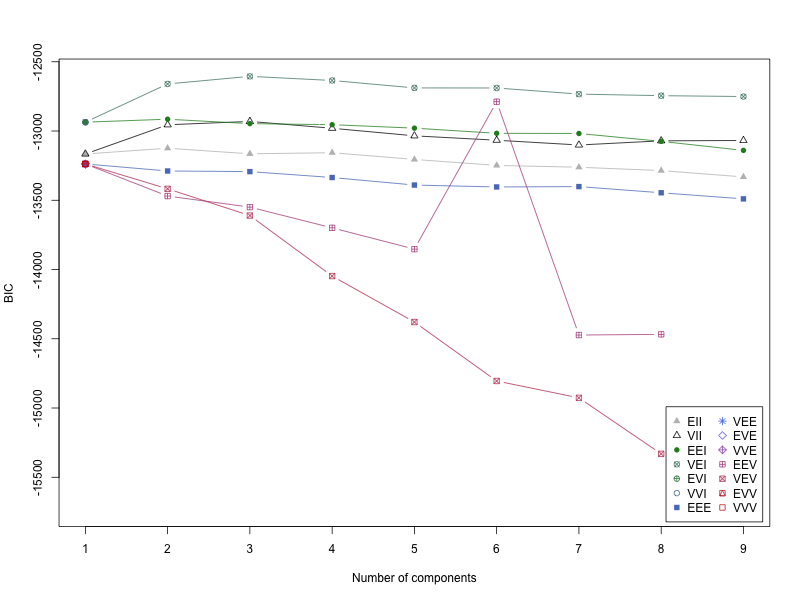 -12500
-13000
-13500
-14000
-14500
-15000
-15500
BIC
1 2 3 4 5 6 7 8 9
Number of components
EII VEE
VII EVE
EEI VVE
VEI EEV
EVI VEV
VVI EVV
EEE VVV